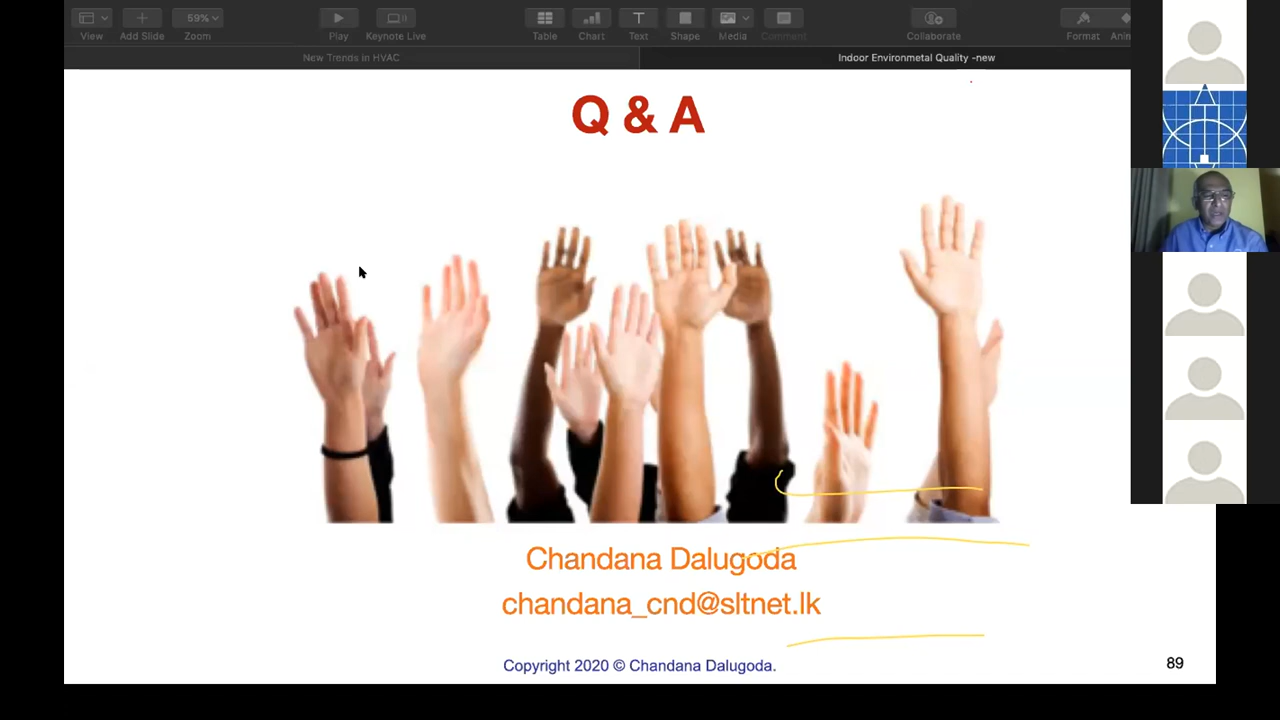 59%
View
Add Slide
Zoom
Play
Keynote Live
Table
Chart
Text
Shape
Media
Comment
Collaborate
Format
New Trends in HVAC
Indoor Environmetal Quality -new
Q & A
Chandana Dalugoda
chandana_cnd@sltnet.lk
Copyright 2020 © Chandana Dalugoda.
89